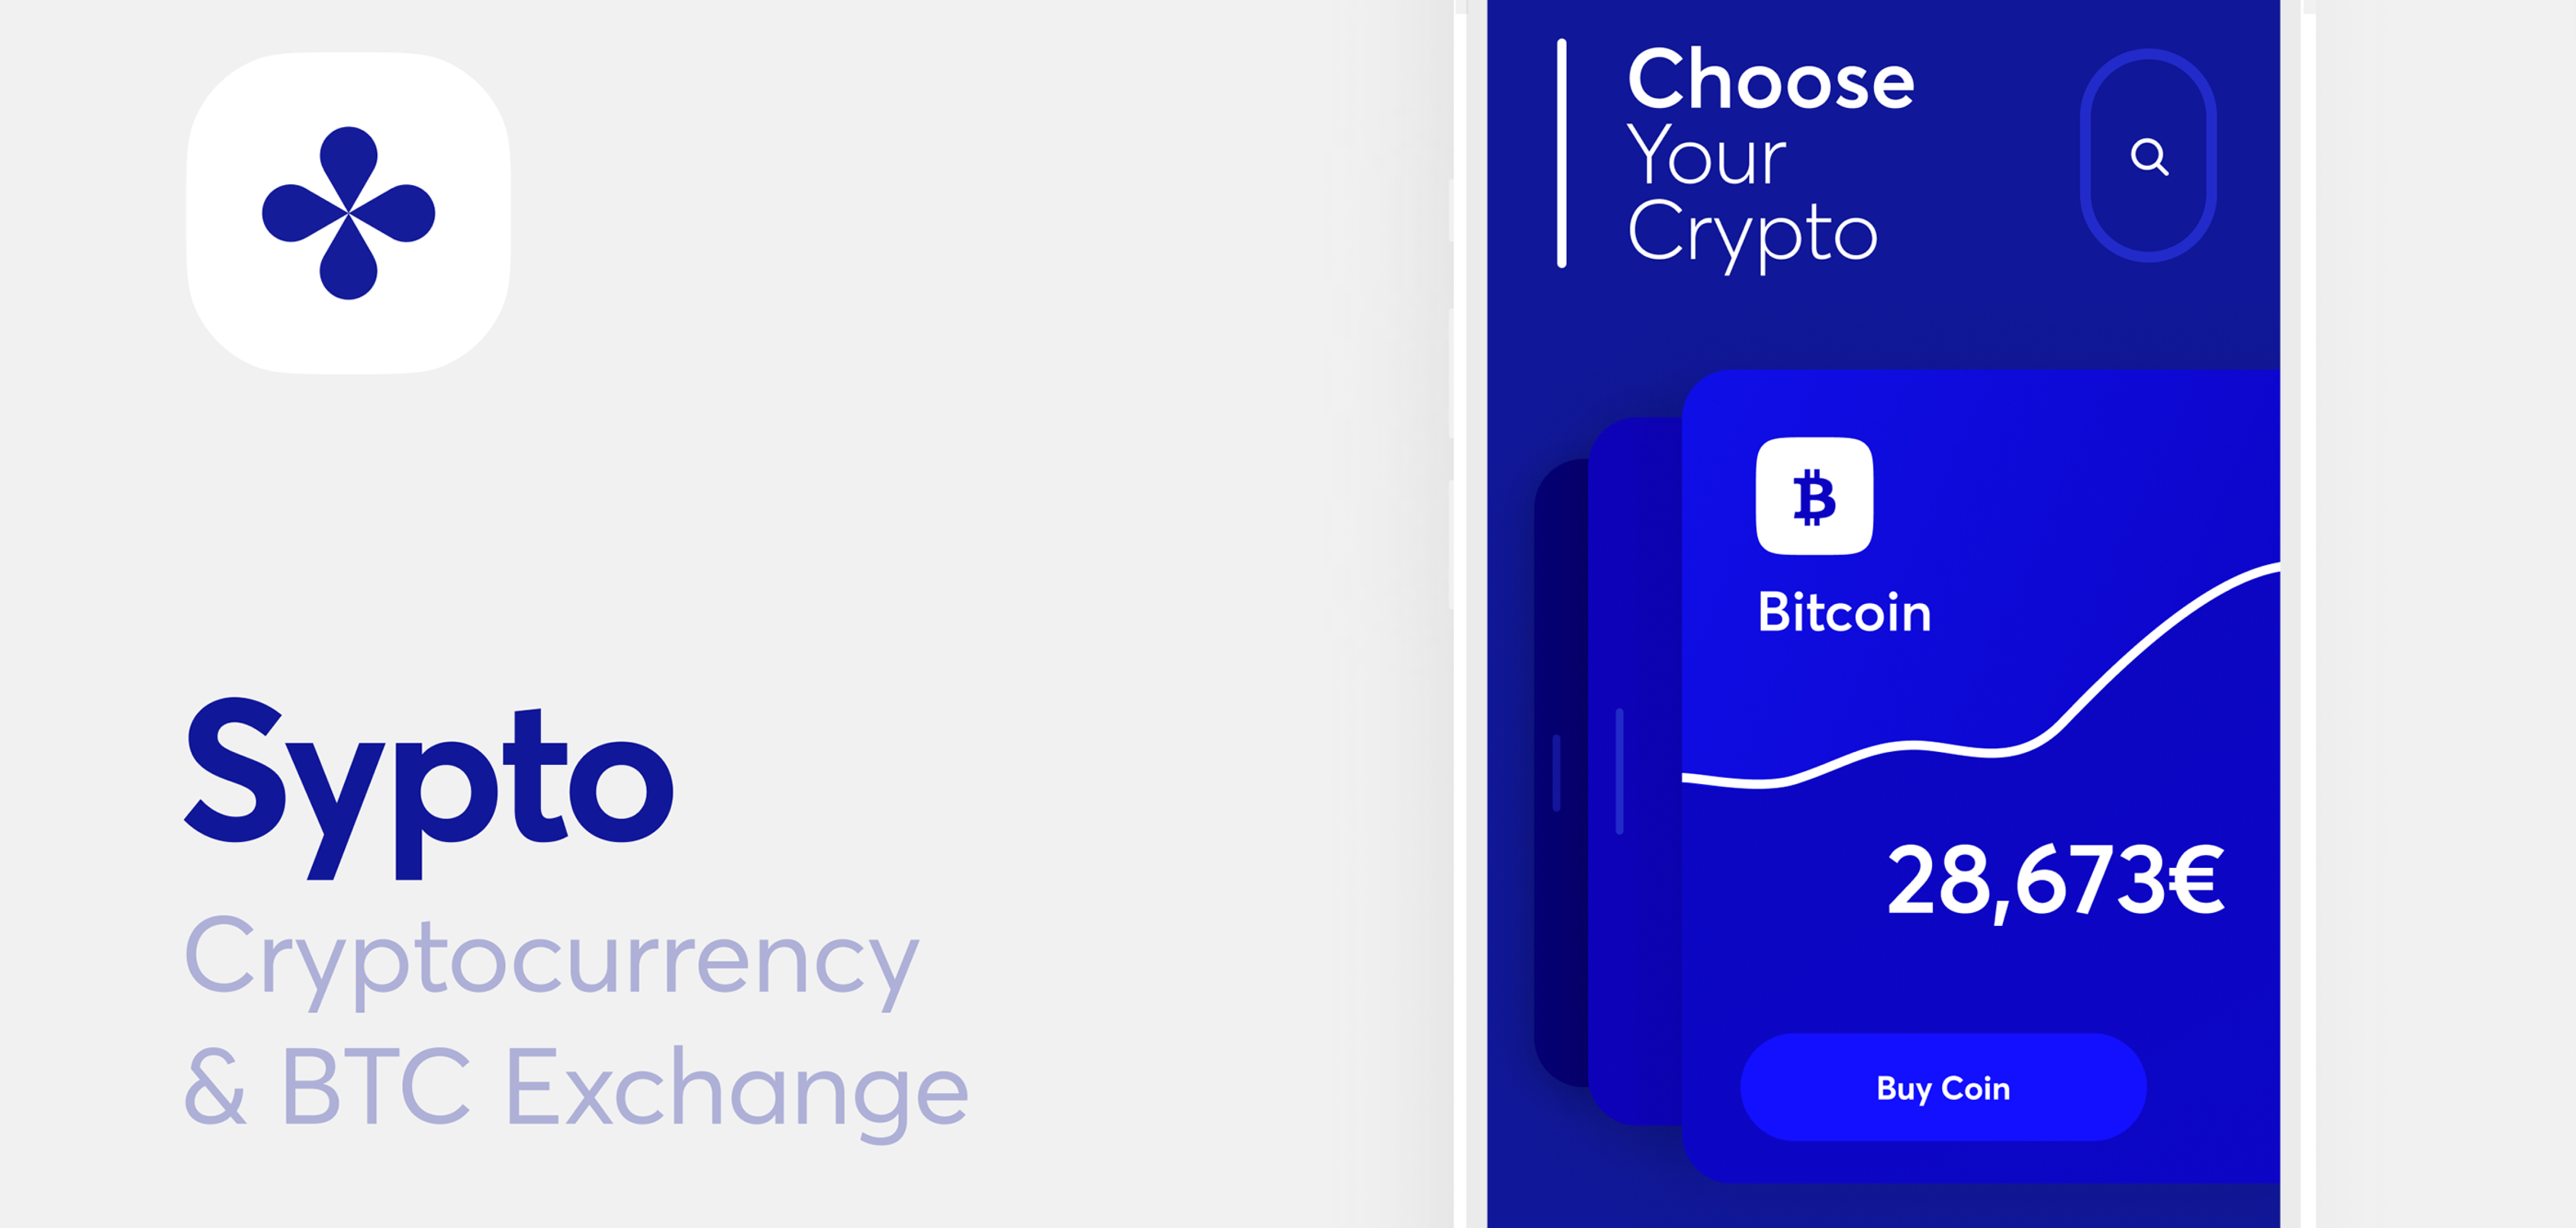 Sypto
Cryptocurrency
& BTC Exchange
Choose
Your
Crypto
Bitcoin
28,673€
Buy Coin